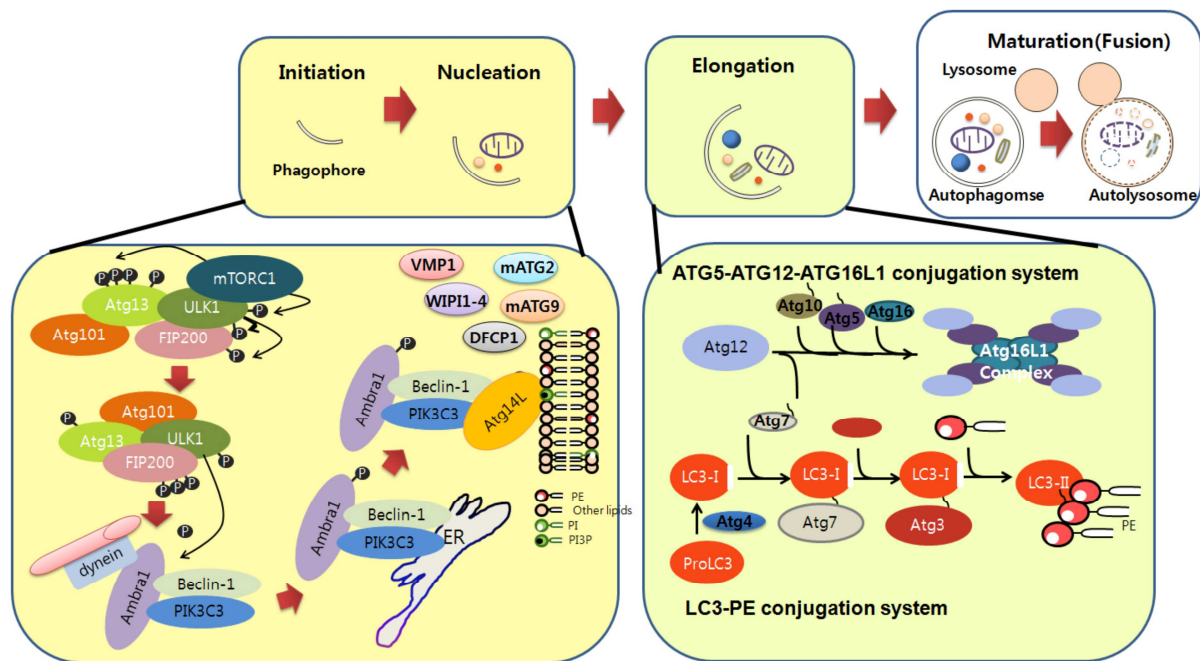 Initiation
Phagophore
Nucleation
Elongation
Maturation(Fusion)
Lysosome
Autophagomse
Autolysosome
P P P P
mTORC1
Atg13
ULK1
P
Atg101
FIP200
P
P
Atg101
P
Atg13
ULK1
FIP200
P
P P P
P
dynein
Ambra1
Beclin-1
PIK3C3
P
Ambra1
Beclin-1
PIK3C3
ER
P
Ambra1
Beclin-1
PIK3C3
Atg14L
VMP1
mATG2
WIPI1-4
mATG9
DFCP1
PE
Other lipids
PI
PI3P
ATG5-ATG12-ATG16L1 conjugation system
Atg10
Atg5
Atg16
Atg12
Atg16L1
Complex
Atg7
LC3-I
LC3-I
LC3-I
LC3-II
Atg4
Atg7
Atg3
PE
ProLC3
LC3-PE conjugation system